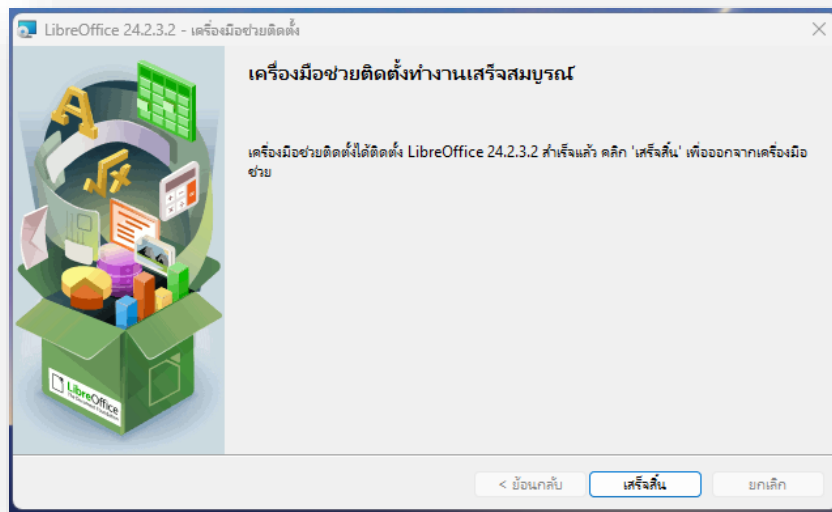 LibreOffice 24.2.3.2 - เครื่องมือช่วยติดตั้ง
เครื่องมือช่วยติดตั้งทำงานเสร็จสมบูรณ์
เครื่องมือช่วยติดตั้งได้ติดตั้ง LibreOffice 24.2.3.2 สำเร็จแล้ว คลิก 'เสร็จสิ้น' เพื่อออกจากเครื่องมือ
ช่วย
A
√x
LibreOffice
The Document Foundation
< ย้อนกลับ
เสร็จสิ้น
ยกเลิก